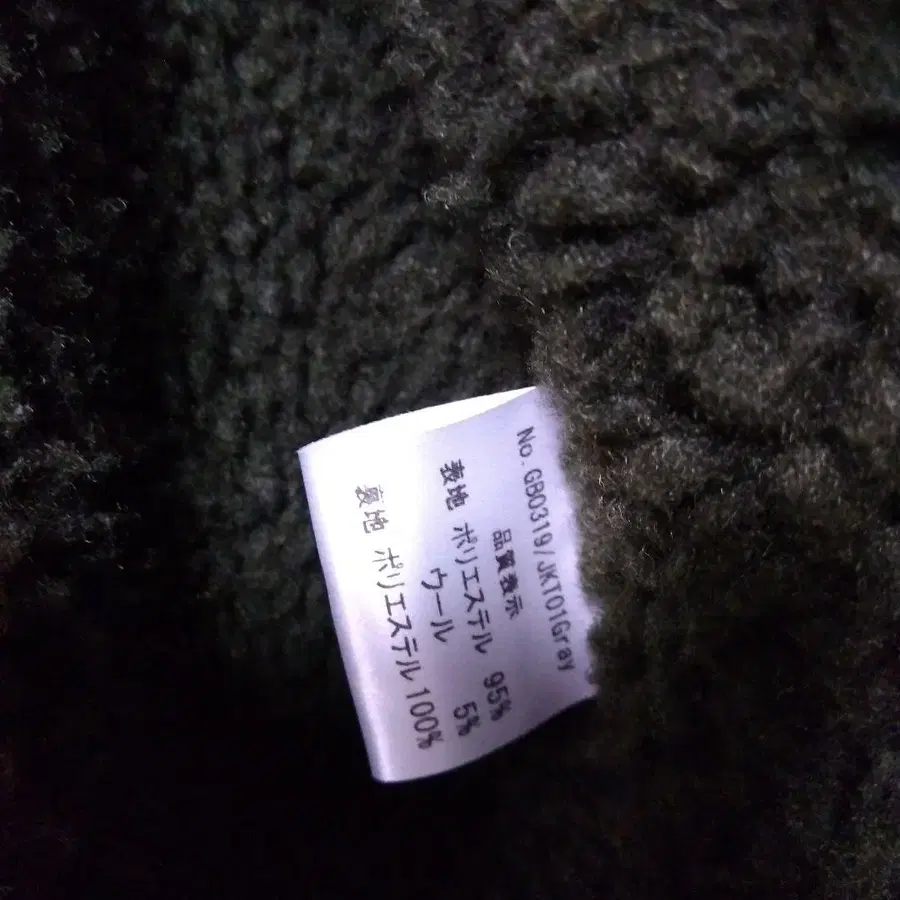 No.GB0319/JKT01Gray
品質表示
表地 ポリエステル 95%
ウール 5%
裏地 ポリエステル 100%